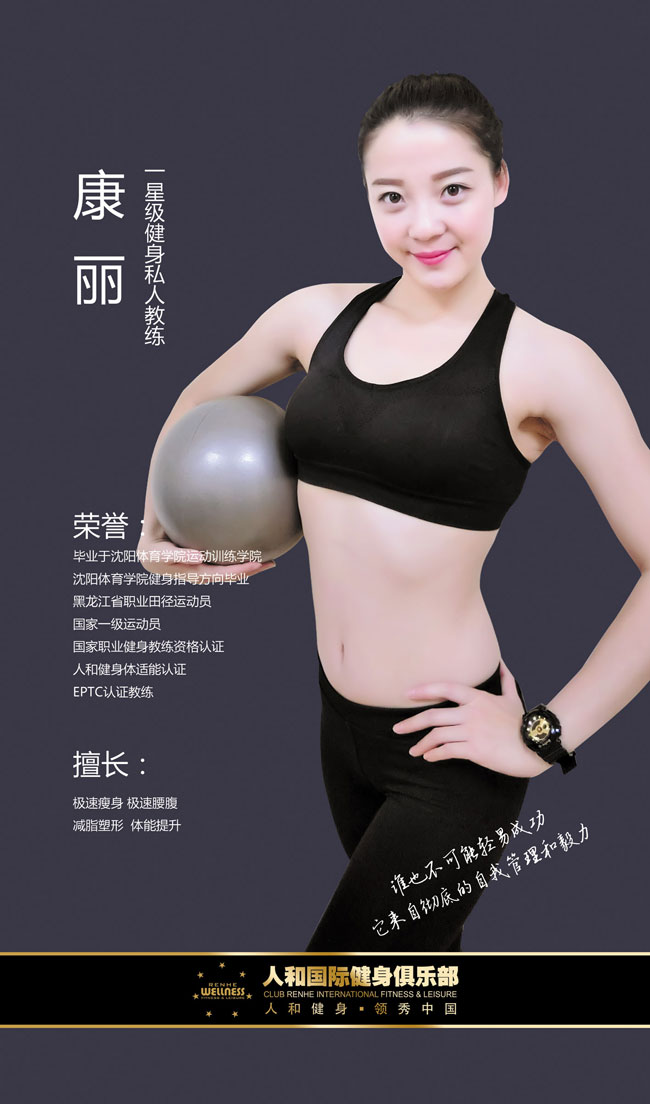 康丽
一星级健身私人教练
荣誉：
毕业于沈阳体育学院运动训练学院
沈阳体育学院健身指导方向毕业
黑龙江省职业田径运动员
国家一级运动员
国家职业健身教练资格认证
人和健身体适能认证
EPTC认证教练
擅长：
极速瘦身 极速腰腹
减脂塑形 体能提升
谁也不可能轻易成功
它来自彻底的自我管理和毅力
RENHE
WELLNESS
FITNESS & LEISURE
人和国际健身俱乐部
CLUB RENHE INTERNATIONAL FITNESS & LEISURE
人和健身·领秀中国